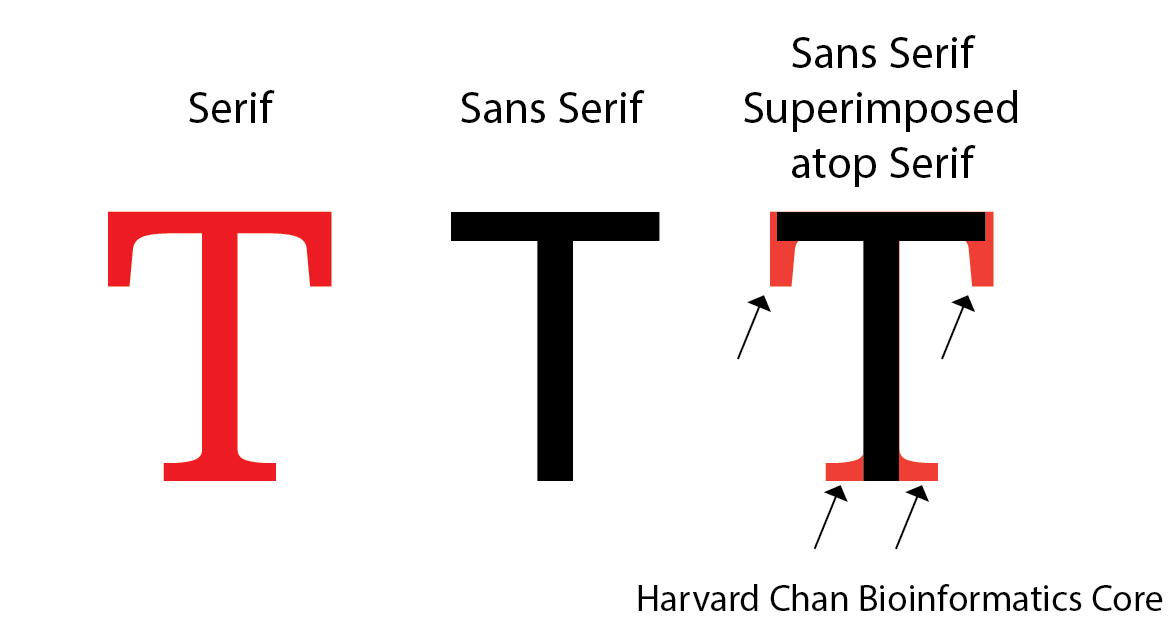 Serif
Sans Serif
Sans Serif
Superimposed
atop Serif
T
T
T
Harvard Chan Bioinformatics Core